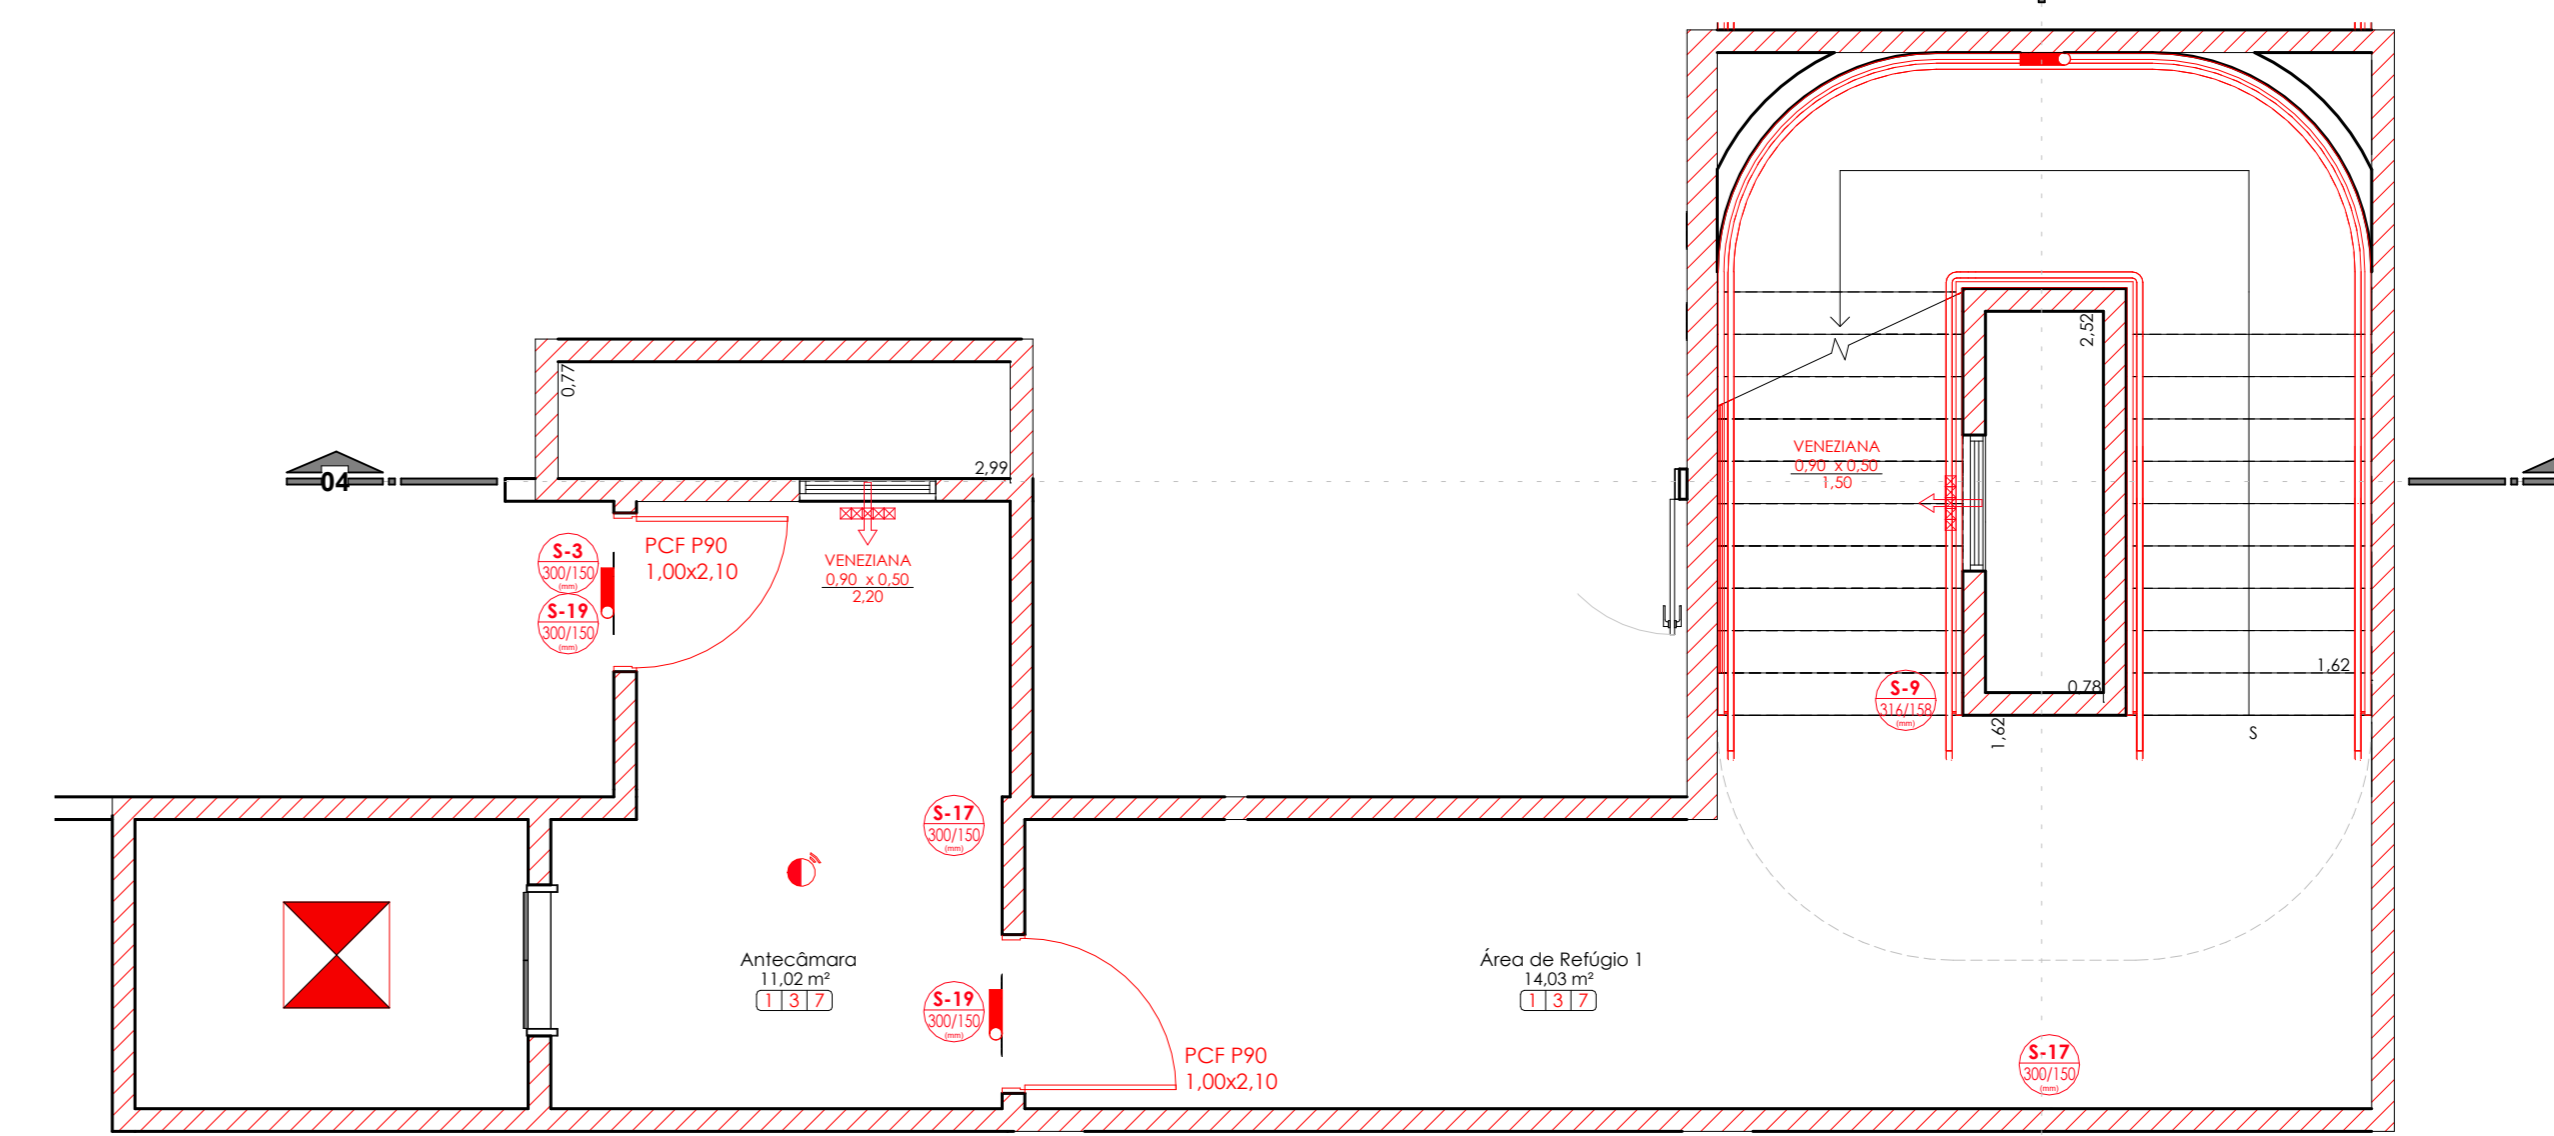 2,52
0,77
VENEZIANA
0,90 x 0,50
1,50
2,99
04
S-3
300/150
(mm)
S-19
300/150
(mm)
PCF P90
1,00x2,10
VENEZIANA
0,90 x 0,50
2,20
1,62
S-9
316/158
(mm)
0,78
1,62
S
S-17
300/150
(mm)
Antecâmara
11,02 m²
1 3 7
S-19
300/150
(mm)
Área de Refúgio 1
14,03 m²
1 3 7
PCF P90
1,00x2,10
S-17
300/150
(mm)